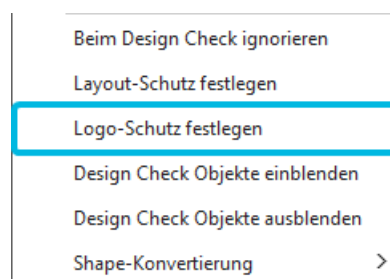 Beim Design Check ignorieren
Layout-Schutz festlegen
Logo-Schutz festlegen
Design Check Objekte einblenden
Design Check Objekte ausblenden
Shape-Konvertierung